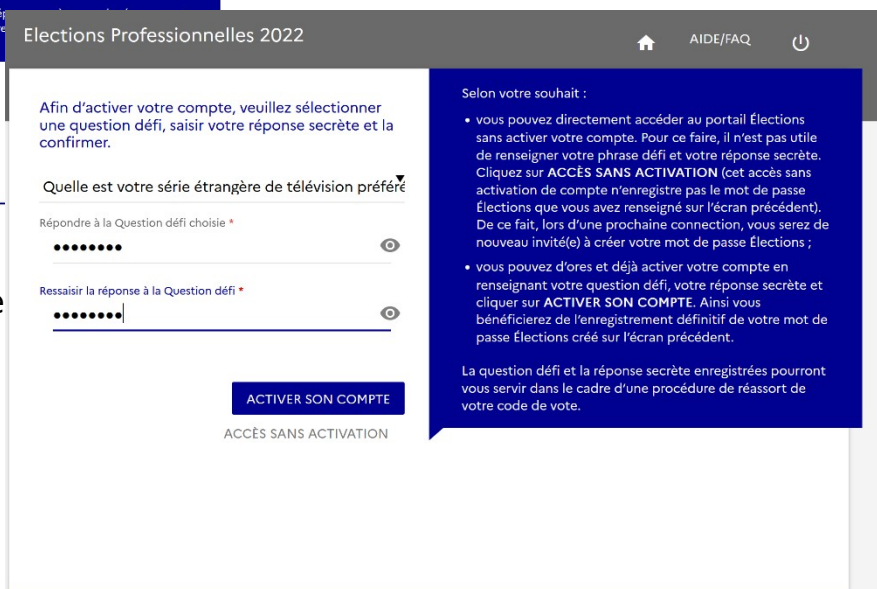 Elections Professionnelles 2022
AIDE/FAQ
Afin d'activer votre compte, veuillez sélectionner
une question défi, saisir votre réponse secrète et la
confirmer.
Quelle est votre série étrangère de télévision préféré
Répondre à la Question défi choisie *
••••••••
Ressaisir la réponse à la Question défi *
••••••••
ACTIVER SON COMPTE
ACCÈS SANS ACTIVATION
Selon votre souhait :
• vous pouvez directement accéder au portail Élections
sans activer votre compte. Pour ce faire, il n'est pas utile
de renseigner votre phrase défi et votre réponse secrète.
Cliquez sur ACCÈS SANS ACTIVATION (cet accès sans
activation de compte n'enregistre pas le mot de passe
Élections que vous avez renseigné sur l'écran précédent).
De ce fait, lors d'une prochaine connection, vous serez de
nouveau invité(e) à créer votre mot de passe Élections ;
• vous pouvez d'ores et déjà activer votre compte en
renseignant votre question défi, votre réponse secrète et
cliquer sur ACTIVER SON COMPTE. Ainsi vous
bénéficierez de l'enregistrement définitif de votre mot de
passe Élections créé sur l'écran précédent.
La question défi et la réponse secrète enregistrées pourront
vous servir dans le cadre d'une procédure de réassort de
votre code de vote.